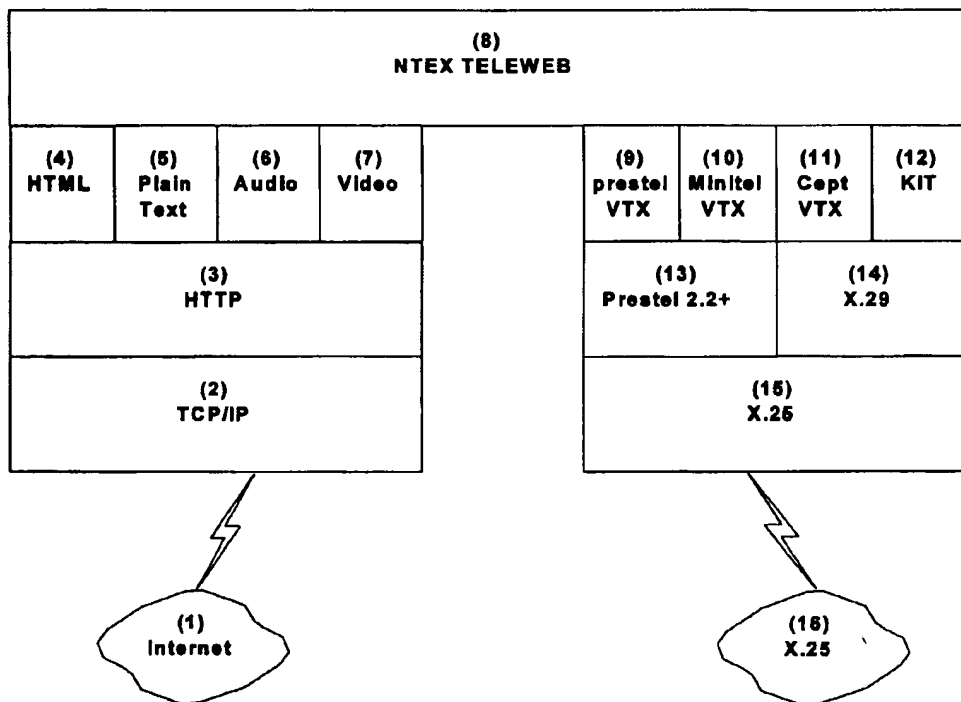 (8)
NTEX TELEWEB
(4)
HTML
(5)
Plain
Text
(6)
Audio
(7)
Video
(9)
prestel
VTX
(10)
Minitel
VTX
(11)
Cept
VTX
(12)
KIT
(3)
HTTP
(13)
Prestel 2.2+
(14)
X.29
(2)
TCP/IP
(15)
X.25
(1)
Internet
(16)
X.25